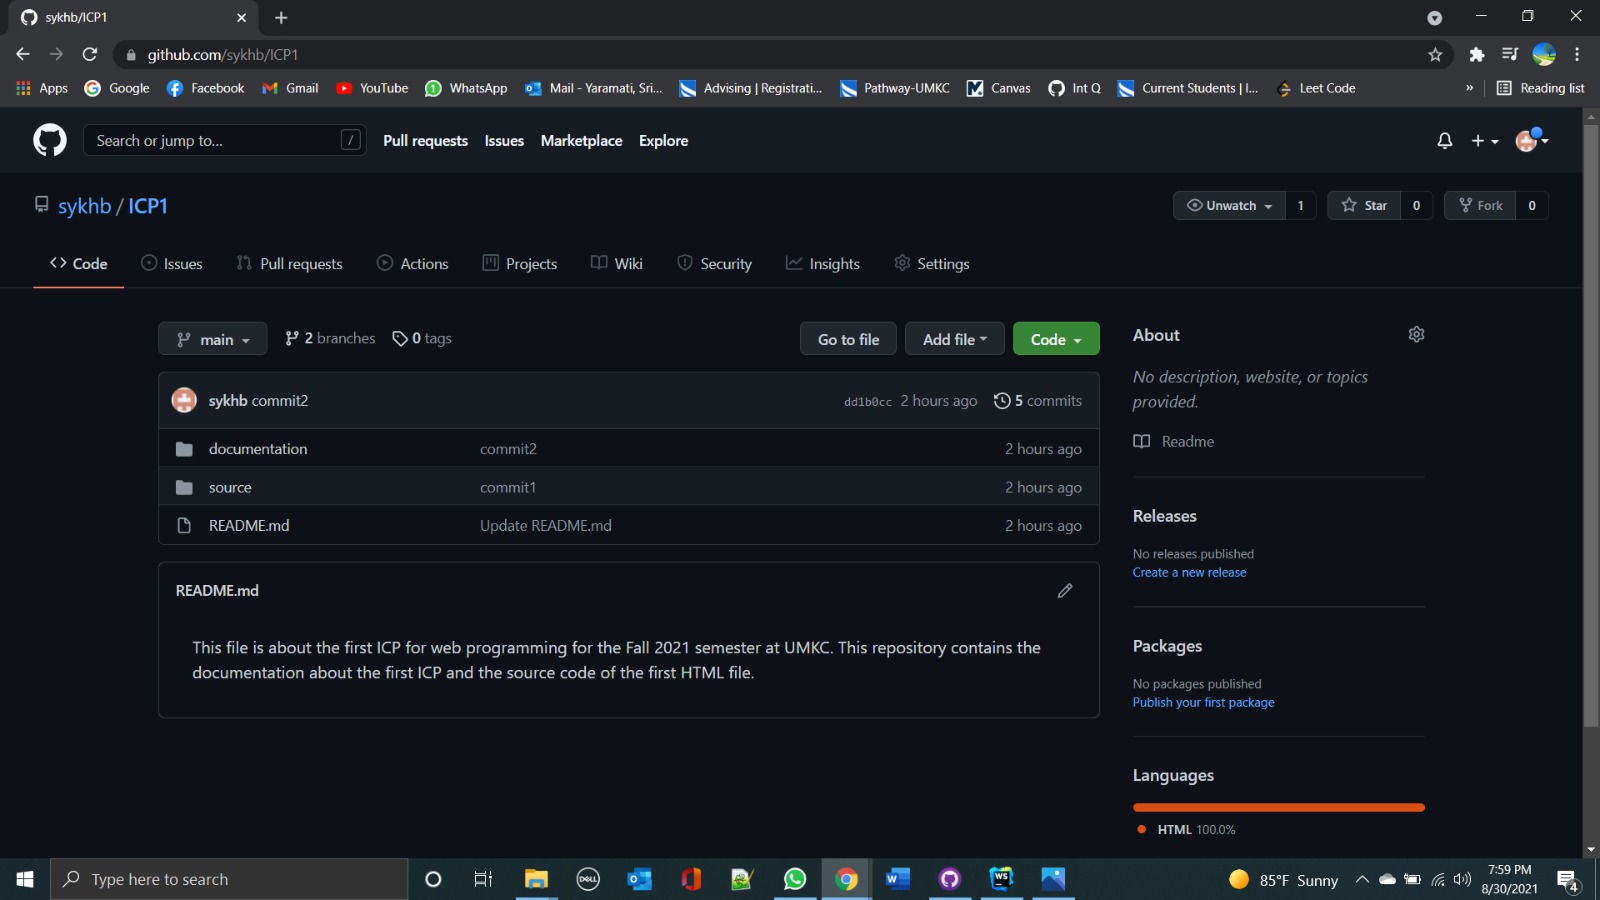 sykhb/ICP1
github.com/sykhb/ICP1
Apps Google Facebook Gmail YouTube WhatsApp Mail - Yaramati, Sri... Advising | Registrati... Pathway-UMKC Canvas Int Q Current Students | I... Leet Code » Reading list
Search or jump to... / Pull requests Issues Marketplace Explore
sykhb / ICP1 Unwatch 1 Star 0 Fork 0
Code Issues Pull requests Actions Projects Wiki Security Insights Settings
main 2 branches 0 tags Go to file Add file Code
sykhb commit2 dd1b0cc 2 hours ago 5 commits
documentation commit2 2 hours ago
source commit1 2 hours ago
README.md Update README.md 2 hours ago
README.md
This file is about the first ICP for web programming for the Fall 2021 semester at UMKC. This repository contains the
documentation about the first ICP and the source code of the first HTML file.
About
No description, website, or topics
provided.
Readme
Releases
No releases published
Create a new release
Packages
No packages published
Publish your first package
Languages
HTML 100.0%
Type here to search DELL W WS 85°F Sunny 7:59 PM
8/30/2021 4